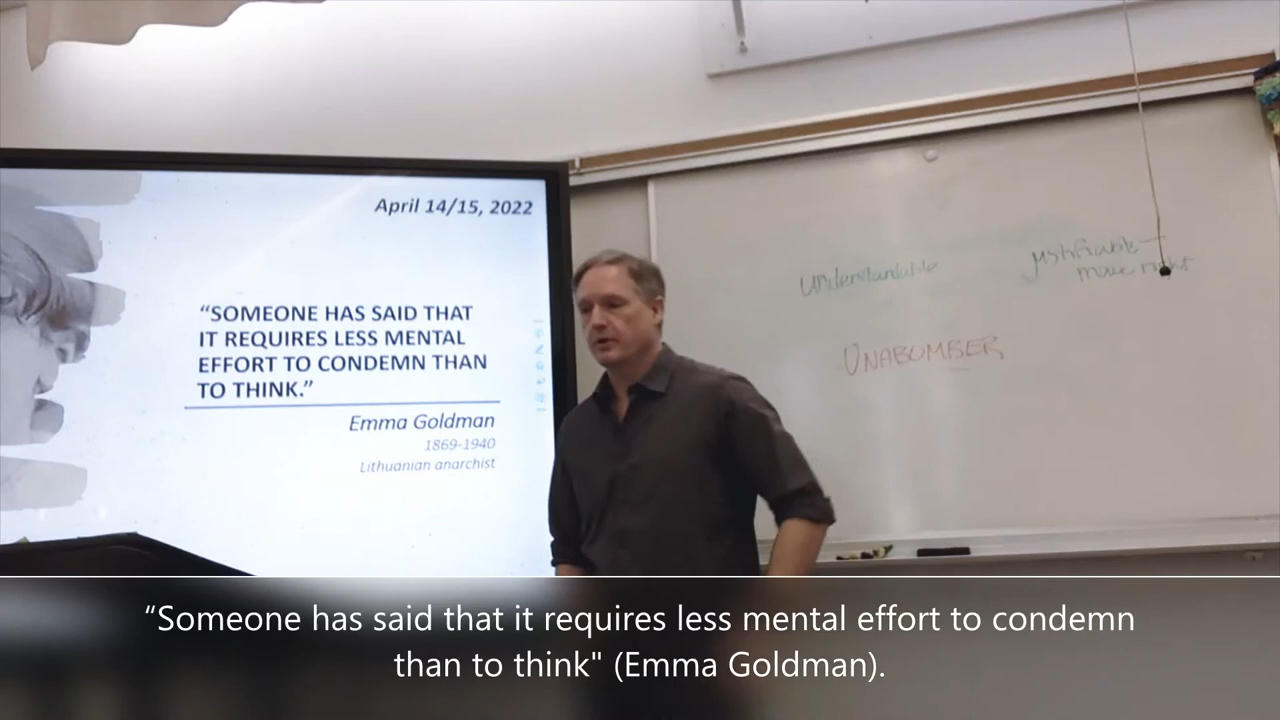 April 14/15, 2022
“SOMEONE HAS SAID THAT
IT REQUIRES LESS MENTAL
EFFORT TO CONDEMN THAN
TO THINK.”
Emma Goldman
1869-1940
Lithuanian anarchist
understandable
justifiable
move right
UNABOMBER
“Someone has said that it requires less mental effort to condemn
than to think" (Emma Goldman).